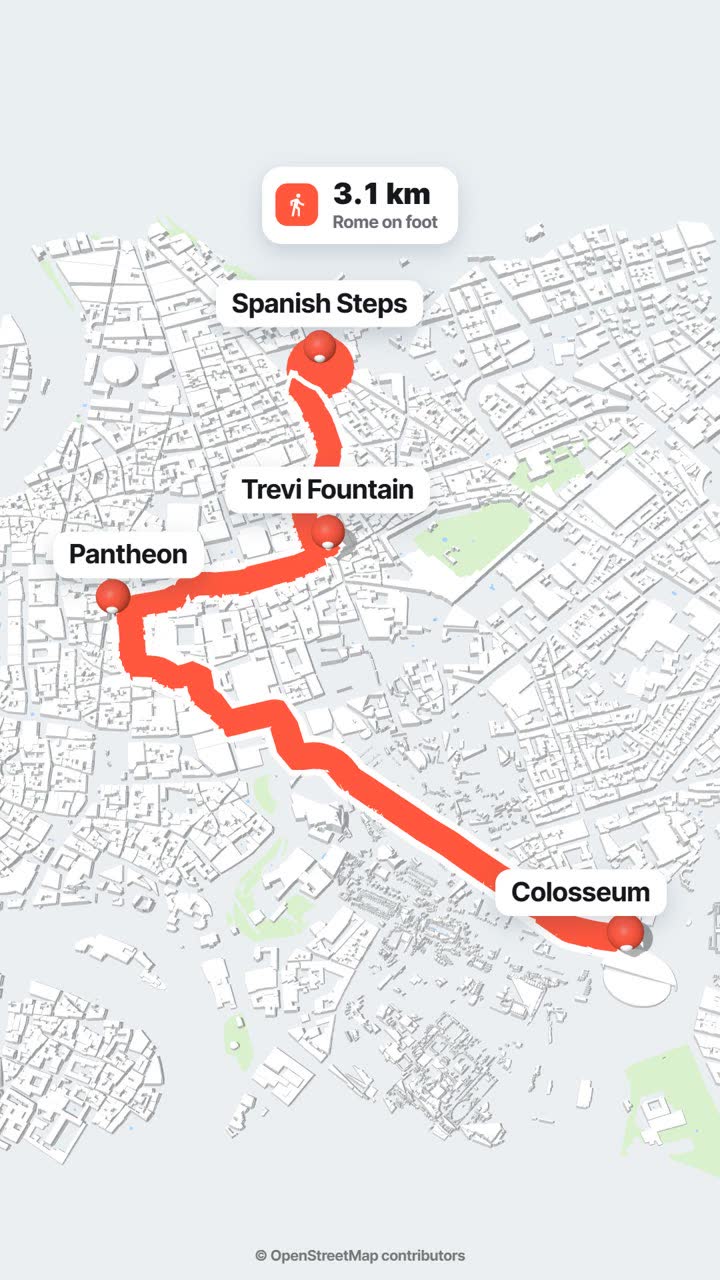 3.1 km
Rome on foot
Spanish Steps
Trevi Fountain
Pantheon
Colosseum
© OpenStreetMap contributors